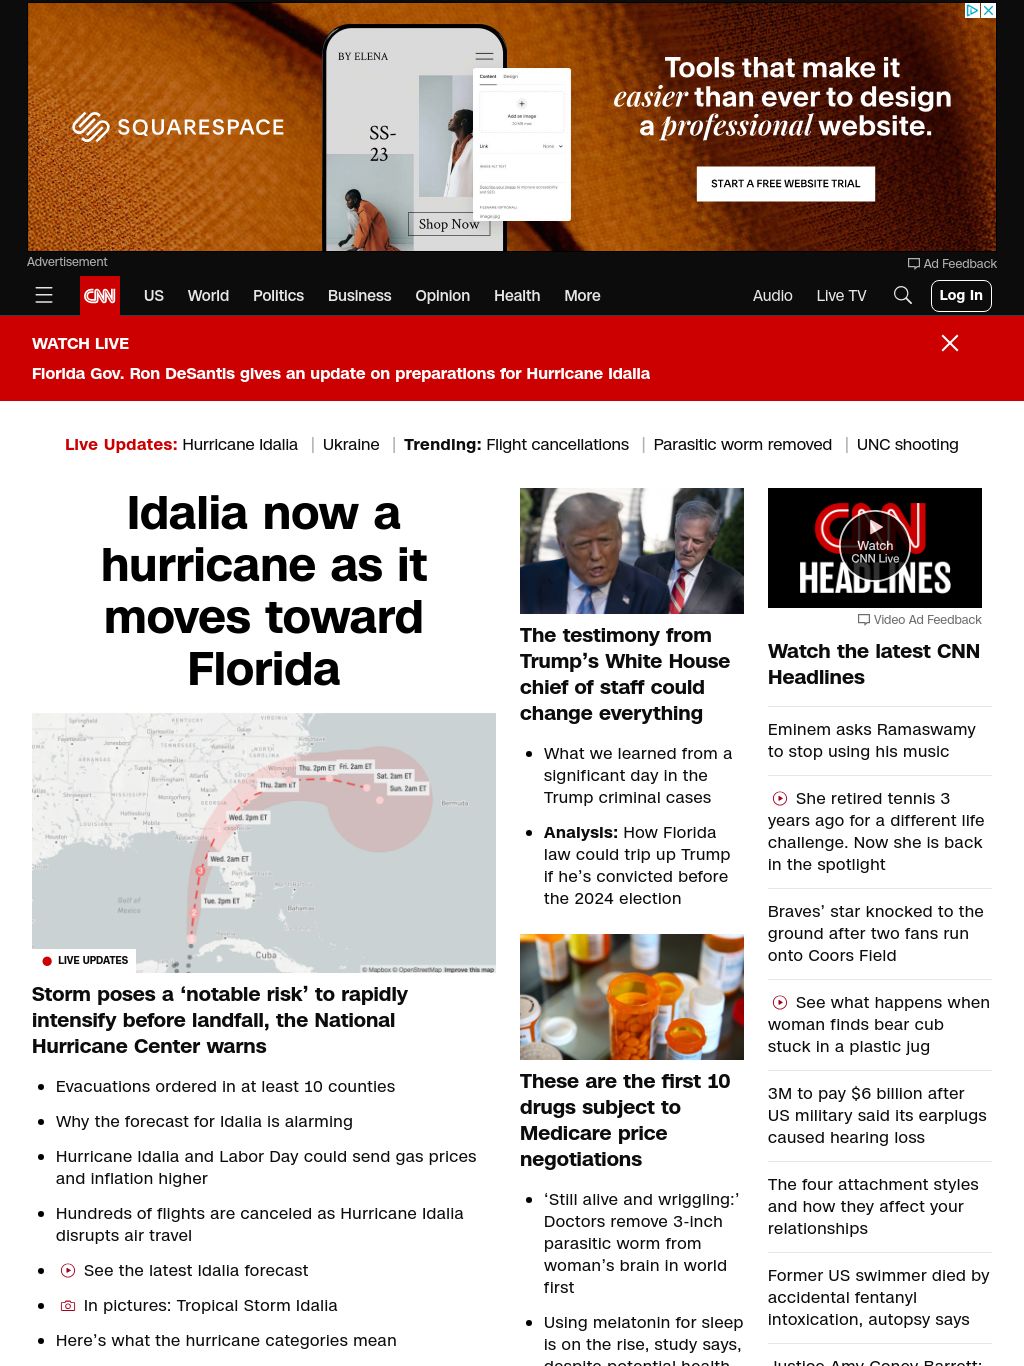 BY ELENA
SS-
23
Shop Now
Content Design
Add an image
Link None
SQUARESPACE
Tools that make it
easier than ever to design
a professional website.
START A FREE WEBSITE TRIAL
Advertisement
Ad Feedback
CNN US World Politics Business Opinion Health More Audio Live TV Log In
WATCH LIVE
Florida Gov. Ron DeSantis gives an update on preparations for Hurricane Idalia
Live Updates: Hurricane Idalia | Ukraine | Trending: Flight cancellations | Parasitic worm removed | UNC shooting
Idalia now a
hurricane as it
moves toward
Florida
Thu. 2pm ET
Fri. 2am ET
Sat. 2am ET
Sun. 2am ET
Thu. 2am ET
Wed. 2pm ET
Wed. 2am ET
Tue. 2pm ET
Bermuda
Gulf of
Mexico
Bahamas
Cuba
LIVE UPDATES
© Mapbox © OpenStreetMap Improve this map
Storm poses a ‘notable risk’ to rapidly
intensify before landfall, the National
Hurricane Center warns
Evacuations ordered in at least 10 counties
Why the forecast for Idalia is alarming
Hurricane Idalia and Labor Day could send gas prices
and inflation higher
Hundreds of flights are canceled as Hurricane Idalia
disrupts air travel
See the latest Idalia forecast
In pictures: Tropical Storm Idalia
Here’s what the hurricane categories mean
The testimony from
Trump’s White House
chief of staff could
change everything
What we learned from a
significant day in the
Trump criminal cases
Analysis: How Florida
law could trip up Trump
if he’s convicted before
the 2024 election
These are the first 10
drugs subject to
Medicare price
negotiations
‘Still alive and wriggling:’
Doctors remove 3-inch
parasitic worm from
woman’s brain in world
first
Using melatonin for sleep
is on the rise, study says,
despite potential health
CNN
HEADLINES
Watch
CNN Live
Video Ad Feedback
Watch the latest CNN
Headlines
Eminem asks Ramaswamy
to stop using his music
She retired tennis 3
years ago for a different life
challenge. Now she is back
in the spotlight
Braves’ star knocked to the
ground after two fans run
onto Coors Field
See what happens when
woman finds bear cub
stuck in a plastic jug
3M to pay $6 billion after
US military said its earplugs
caused hearing loss
The four attachment styles
and how they affect your
relationships
Former US swimmer died by
accidental fentanyl
intoxication, autopsy says
Justice Amy Coney Barrett: